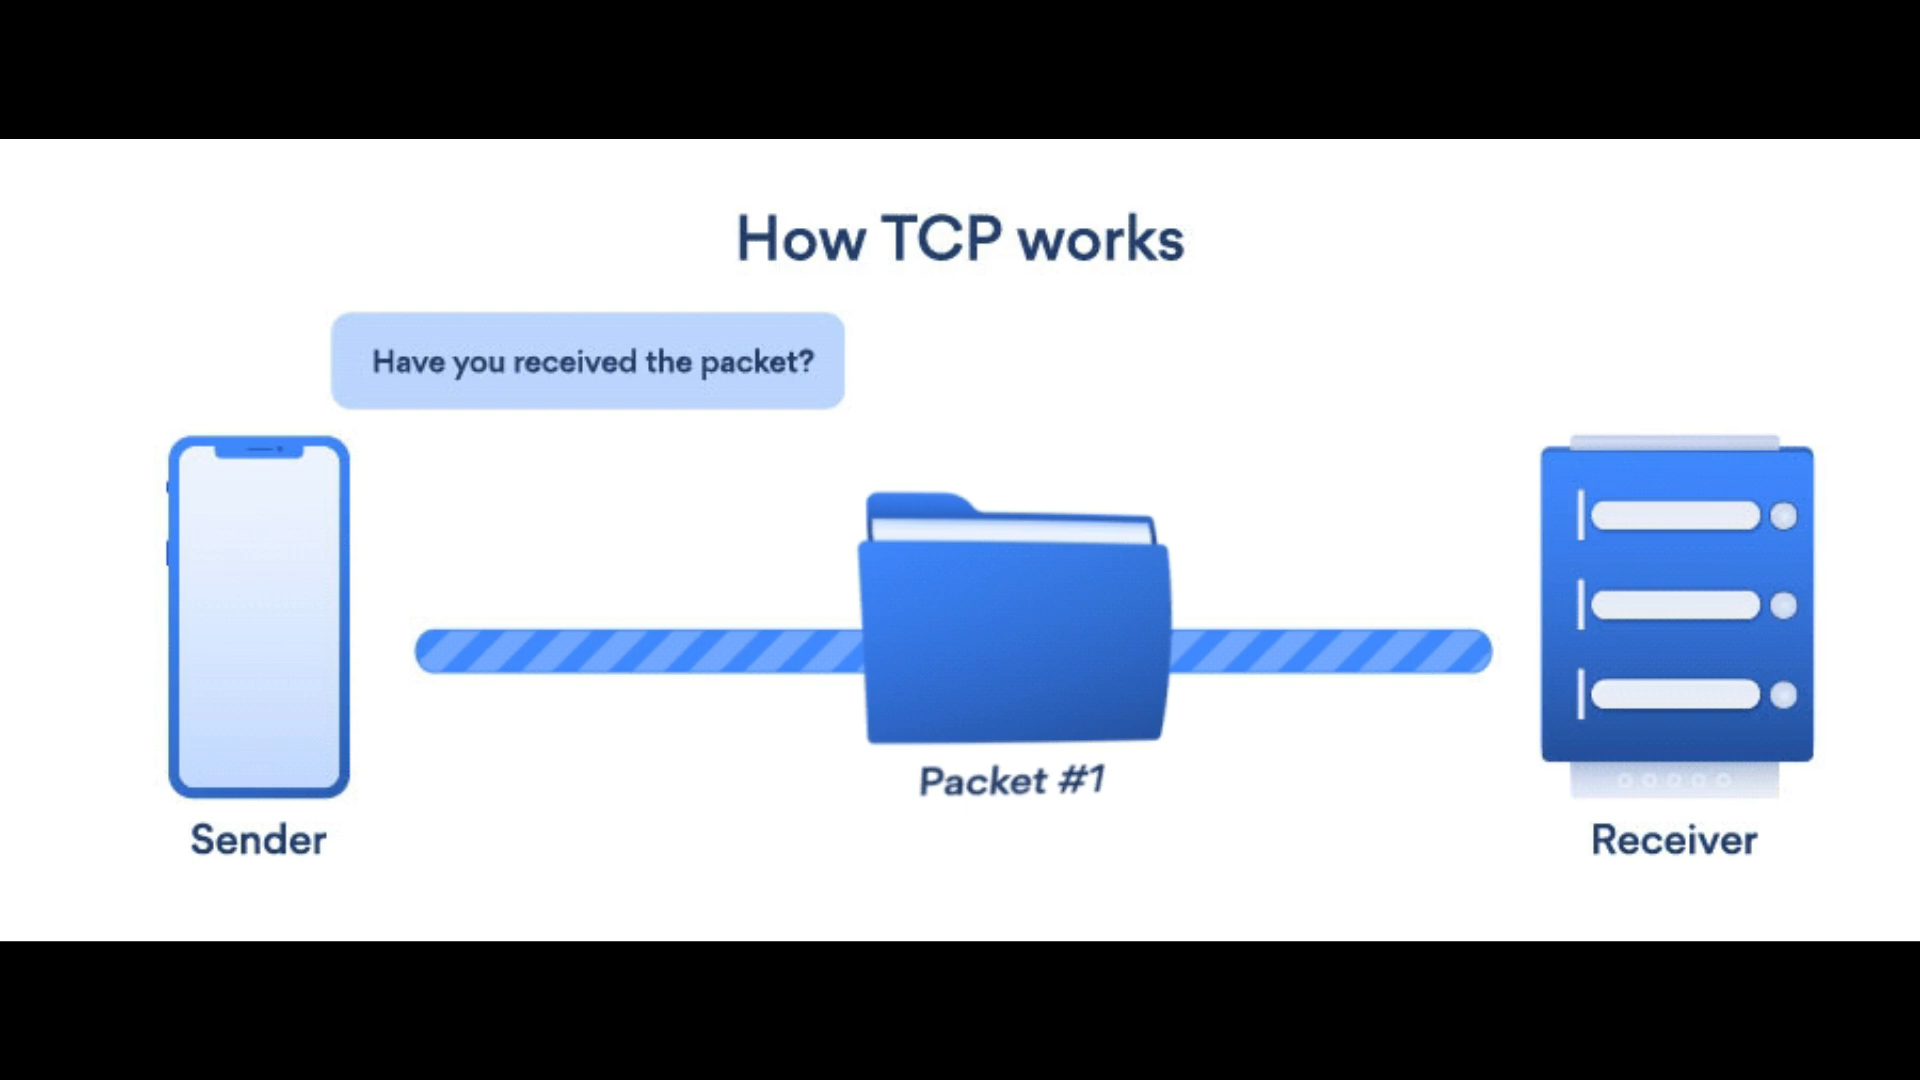 How TCP works
Have you received the packet?
Packet #1
Sender
Receiver